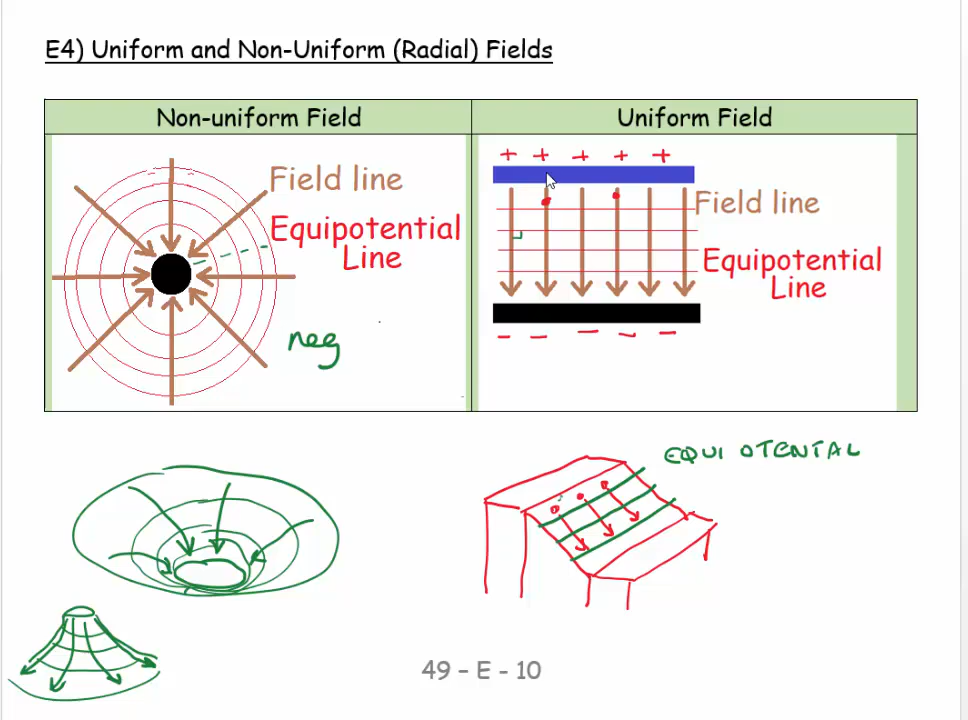 E4) Uniform and Non-Uniform (Radial) Fields
Non-uniform Field
Uniform Field
Field line
Equipotential
Line
neg
+ + + + +
Field line
Equipotential
Line
- - - - -
EQUI OTENTAL
49 – E - 10